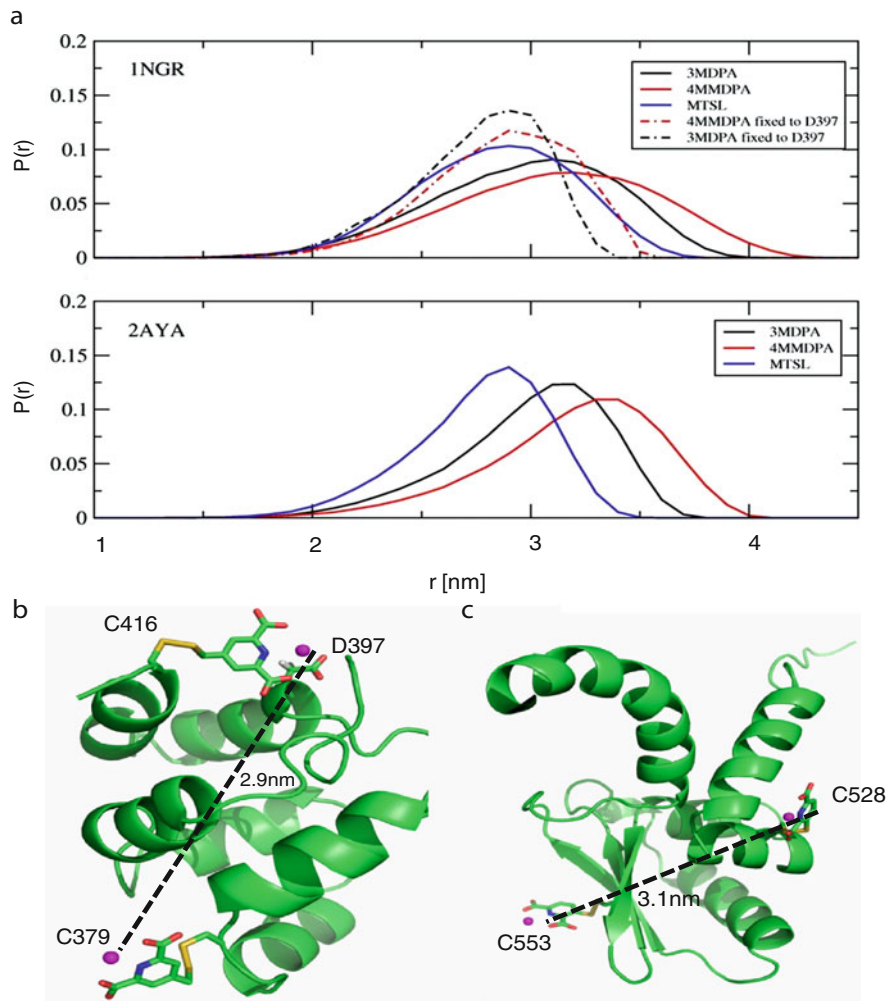 a
0.2
0.15
0.1
0.05
0
P(r)
1NGR
3MDPA
4MMDPA
MTSL
4MMDPA fixed to D397
3MDPA fixed to D397
0.2
0.15
0.1
0.05
0
P(r)
2AYA
3MDPA
4MMDPA
MTSL
1 2 3 4
r [nm]
b
C416
D397
2.9nm
C379
c
C528
3.1nm
C553